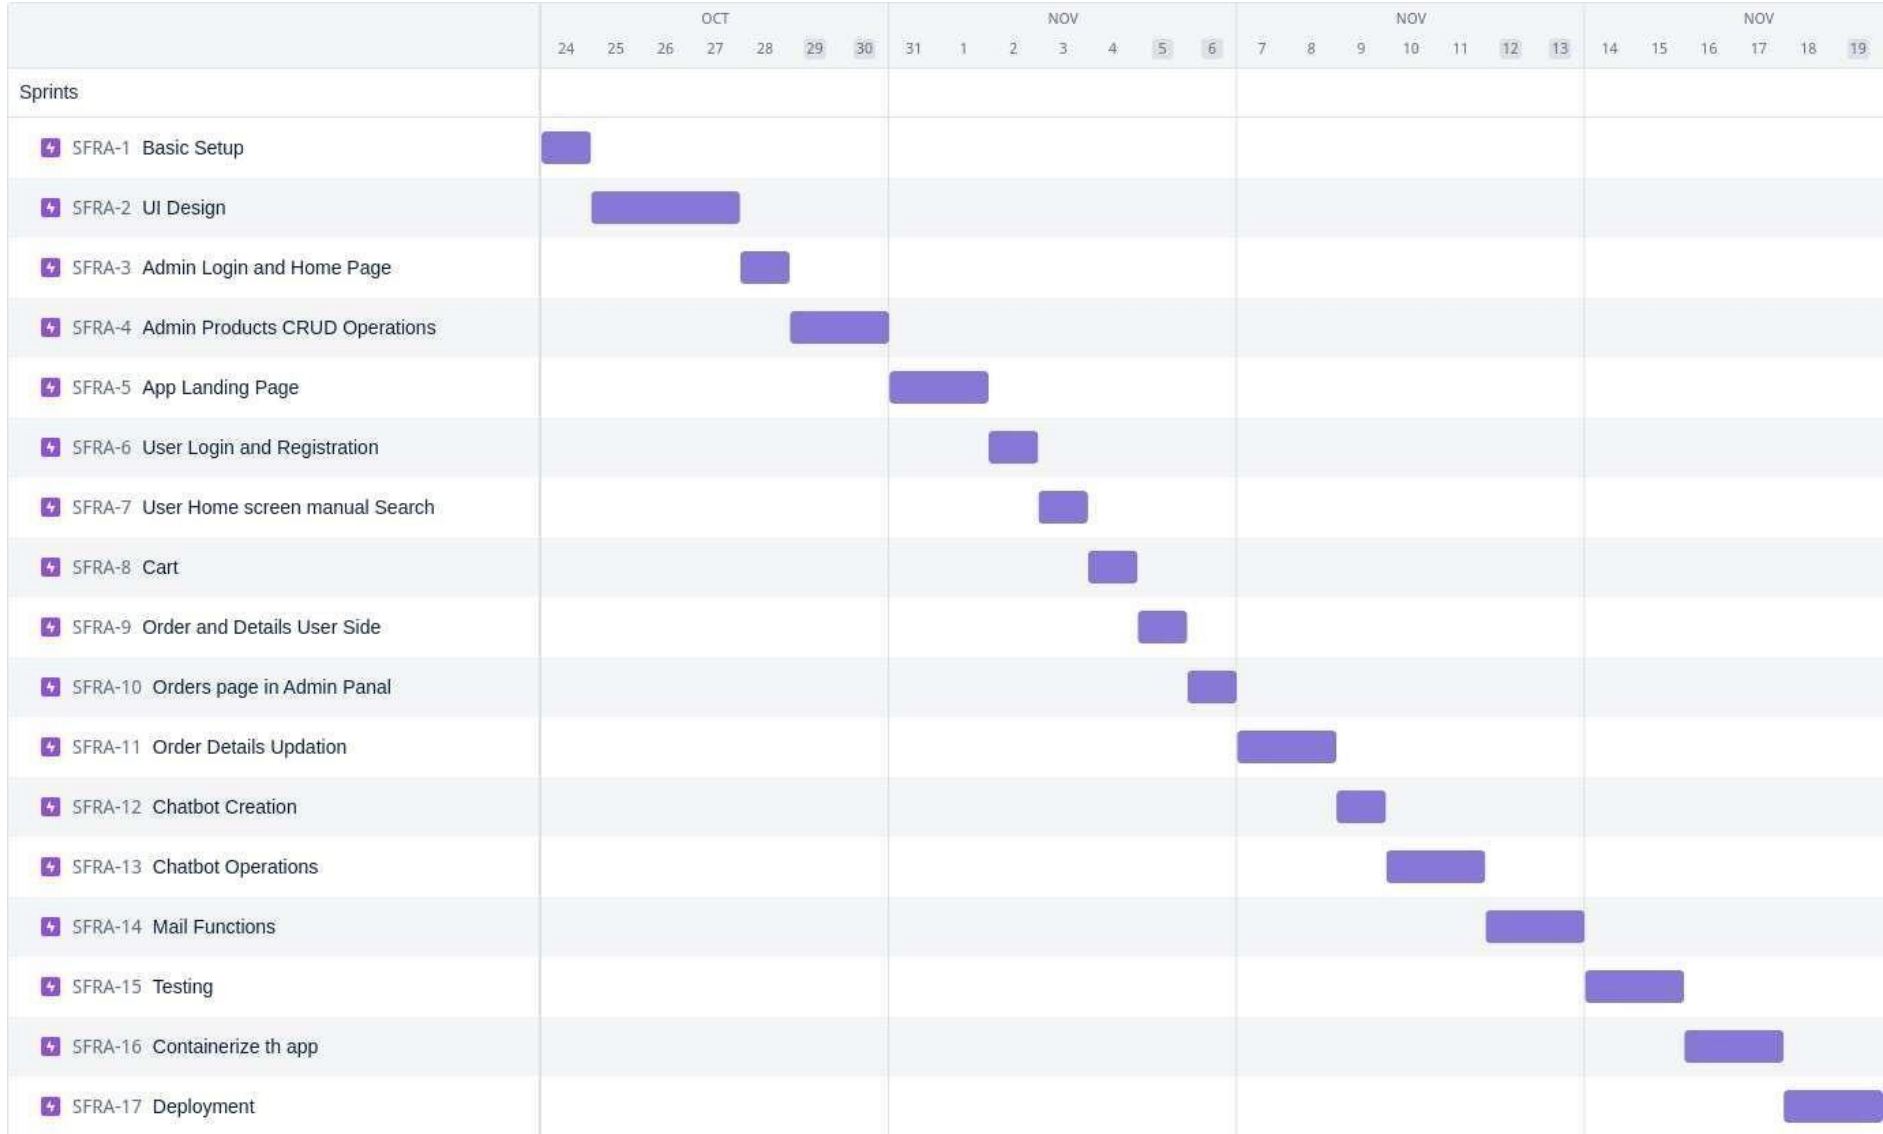 OCT NOV NOV NOV
24 25 26 27 28 29 30 31 1 2 3 4 5 6 7 8 9 10 11 12 13 14 15 16 17 18 19
Sprints
SFRA-1 Basic Setup
SFRA-2 UI Design
SFRA-3 Admin Login and Home Page
SFRA-4 Admin Products CRUD Operations
SFRA-5 App Landing Page
SFRA-6 User Login and Registration
SFRA-7 User Home screen manual Search
SFRA-8 Cart
SFRA-9 Order and Details User Side
SFRA-10 Orders page in Admin Panal
SFRA-11 Order Details Updation
SFRA-12 Chatbot Creation
SFRA-13 Chatbot Operations
SFRA-14 Mail Functions
SFRA-15 Testing
SFRA-16 Containerize th app
SFRA-17 Deployment